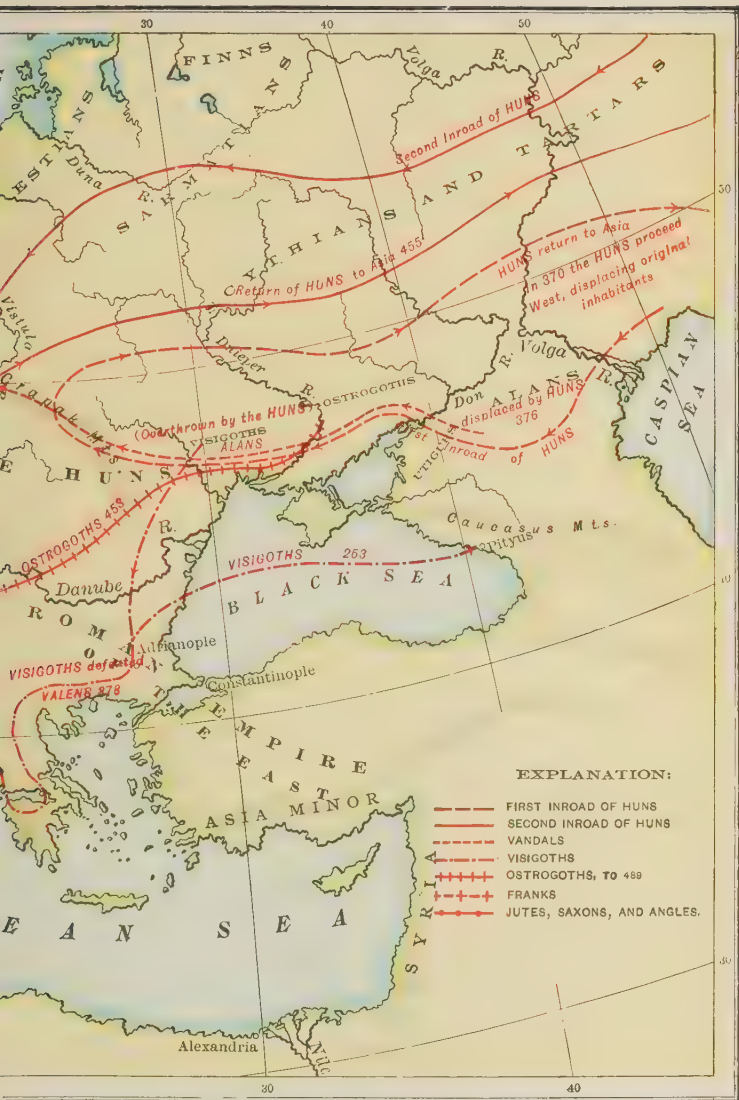 30
40
50
FINNS
Volga R.
ESTIANS
SARMATIANS
Duna R.
Second Inroad of HUNS
THIANS AND TARTARS
50
Return of HUNS to Asia 455
HUNS return to Asia
In 370 the HUNS proceed
West, displacing original
inhabitants
Vistula
Dnieper R.
OSTROGOTHS
Don R.
Volga R.
CASPIAN
SEA
ALANS
displaced by HUNS
376
First Inroad of HUNS
(Overthrown by the HUNS)
VISIGOTHS
ALANS
E HUNS
OSTROGOTHS 453
R.
Caucasus Mts.
Pityus
VISIGOTHS 263
BLACK SEA
40
Danube
ROM
Adrianople
VISIGOTHS defeated
VALENS 378
Constantinople
THE
EMPIRE
EAST
ASIA MINOR
EXPLANATION:
FIRST INROAD OF HUNS
SECOND INROAD OF HUNS
VANDALS
VISIGOTHS
OSTROGOTHS, TO 489
FRANKS
JUTES, SAXONS, AND ANGLES.
EAN SEA
SYRIA
30
Alexandria
Nile
30
40